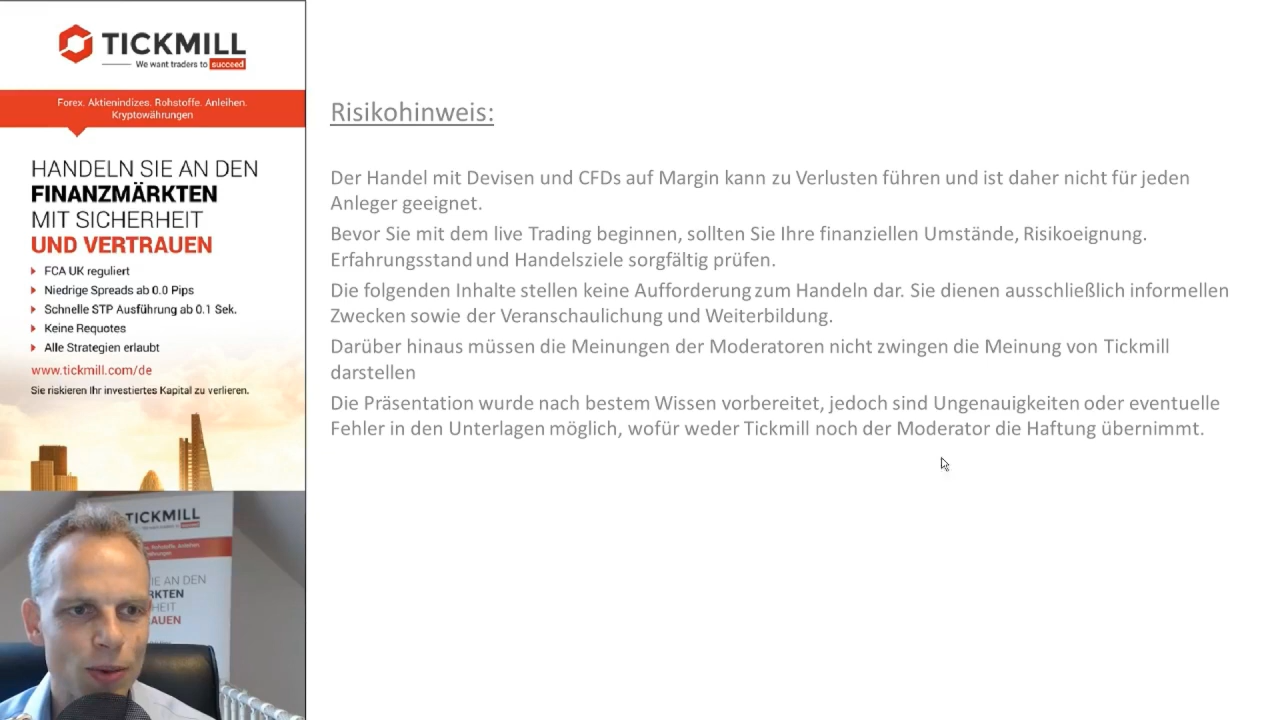 TICKMILL
We want traders to succeed
Forex. Aktienindizes. Rohstoffe. Anleihen.
Kryptowährungen
HANDELN SIE AN DEN
FINANZMÄRKTEN
MIT SICHERHEIT
UND VERTRAUEN
FCA UK reguliert
Niedrige Spreads ab 0.0 Pips
Schnelle STP Ausführung ab 0.1 Sek.
Keine Requotes
Alle Strategien erlaubt
www.tickmill.com/de
Sie riskieren Ihr investiertes Kapital zu verlieren.
Risikohinweis:
Der Handel mit Devisen und CFDs auf Margin kann zu Verlusten führen und ist daher nicht für jeden
Anleger geeignet.
Bevor Sie mit dem live Trading beginnen, sollten Sie Ihre finanziellen Umstände, Risikoeignung.
Erfahrungsstand und Handelsziele sorgfältig prüfen.
Die folgenden Inhalte stellen keine Aufforderung zum Handeln dar. Sie dienen ausschließlich informellen
Zwecken sowie der Veranschaulichung und Weiterbildung.
Darüber hinaus müssen die Meinungen der Moderatoren nicht zwingen die Meinung von Tickmill
darstellen
Die Präsentation wurde nach bestem Wissen vorbereitet, jedoch sind Ungenauigkeiten oder eventuelle
Fehler in den Unterlagen möglich, wofür weder Tickmill noch der Moderator die Haftung übernimmt.
TICKMILL
IE AN DEN
RKTEN
HEIT
AUEN